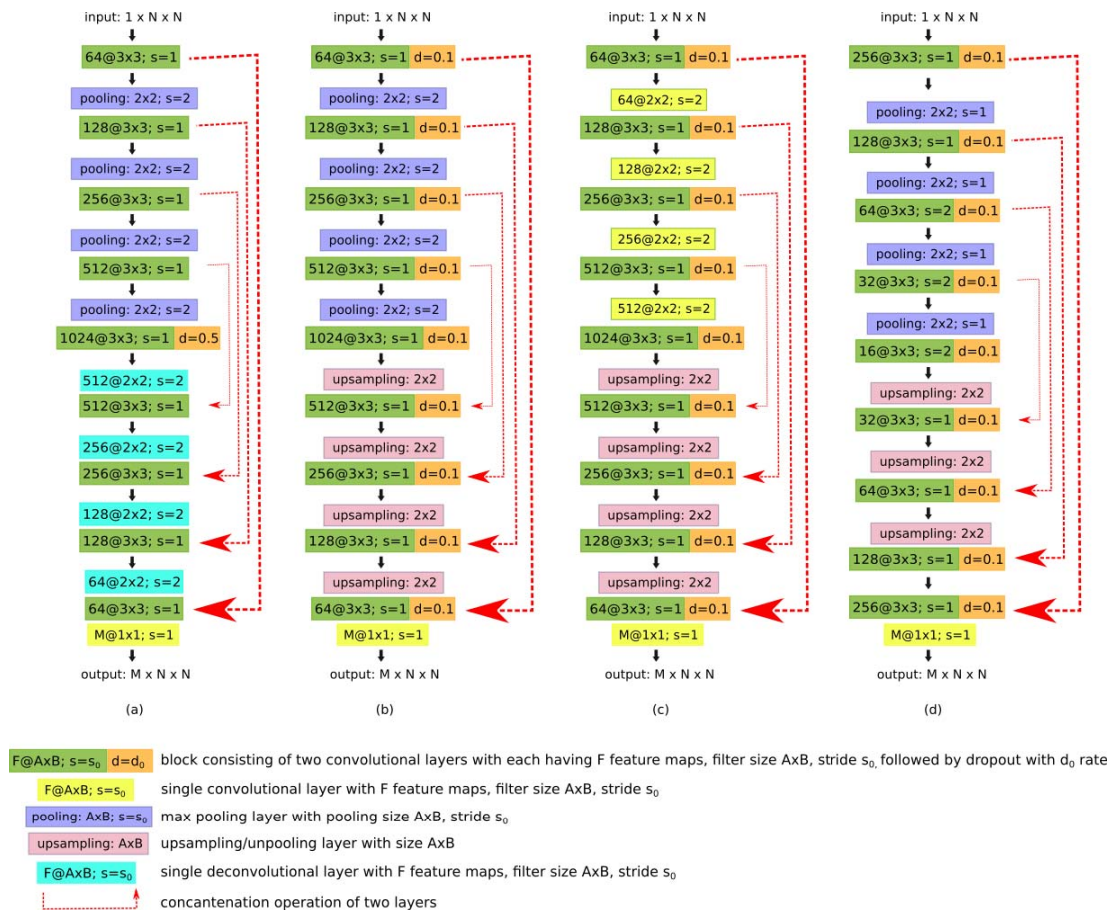 input: 1 x N x N
64@3x3; s=1
pooling: 2x2; s=2
128@3x3; s=1
pooling: 2x2; s=2
256@3x3; s=1
pooling: 2x2; s=2
512@3x3; s=1
pooling: 2x2; s=2
1024@3x3; s=1 d=0.5
512@2x2; s=2
512@3x3; s=1
256@2x2; s=2
256@3x3; s=1
128@2x2; s=2
128@3x3; s=1
64@2x2; s=2
64@3x3; s=1
M@1x1; s=1
output: M x N x N
(a)
input: 1 x N x N
64@3x3; s=1 d=0.1
pooling: 2x2; s=2
128@3x3; s=1 d=0.1
pooling: 2x2; s=2
256@3x3; s=1 d=0.1
pooling: 2x2; s=2
512@3x3; s=1 d=0.1
pooling: 2x2; s=2
1024@3x3; s=1 d=0.1
upsampling: 2x2
512@3x3; s=1 d=0.1
upsampling: 2x2
256@3x3; s=1 d=0.1
upsampling: 2x2
128@3x3; s=1 d=0.1
upsampling: 2x2
64@3x3; s=1 d=0.1
M@1x1; s=1
output: M x N x N
(b)
input: 1 x N x N
64@3x3; s=1 d=0.1
64@2x2; s=2
128@3x3; s=1 d=0.1
128@2x2; s=2
256@3x3; s=1 d=0.1
256@2x2; s=2
512@3x3; s=1 d=0.1
512@2x2; s=2
1024@3x3; s=1 d=0.1
upsampling: 2x2
512@3x3; s=1 d=0.1
upsampling: 2x2
256@3x3; s=1 d=0.1
upsampling: 2x2
128@3x3; s=1 d=0.1
upsampling: 2x2
64@3x3; s=1 d=0.1
M@1x1; s=1
output: M x N x N
(c)
input: 1 x N x N
256@3x3; s=1 d=0.1
pooling: 2x2; s=1
128@3x3; s=1 d=0.1
pooling: 2x2; s=1
64@3x3; s=2 d=0.1
pooling: 2x2; s=1
32@3x3; s=2 d=0.1
pooling: 2x2; s=1
16@3x3; s=2 d=0.1
upsampling: 2x2
32@3x3; s=1 d=0.1
upsampling: 2x2
64@3x3; s=1 d=0.1
upsampling: 2x2
128@3x3; s=1 d=0.1
256@3x3; s=1 d=0.1
M@1x1; s=1
output: M x N x N
(d)
F@AxB; s=s₀ d=d₀ block consisting of two convolutional layers with each having F feature maps, filter size AxB, stride s₀, followed by dropout with d₀ rate
F@AxB; s=s₀ single convolutional layer with F feature maps, filter size AxB, stride s₀
pooling: AxB; s=s₀ max pooling layer with pooling size AxB, stride s₀
upsampling: AxB upsampling/unpooling layer with size AxB
F@AxB; s=s₀ single deconvolutional layer with F feature maps, filter size AxB, stride s₀
concantenation operation of two layers